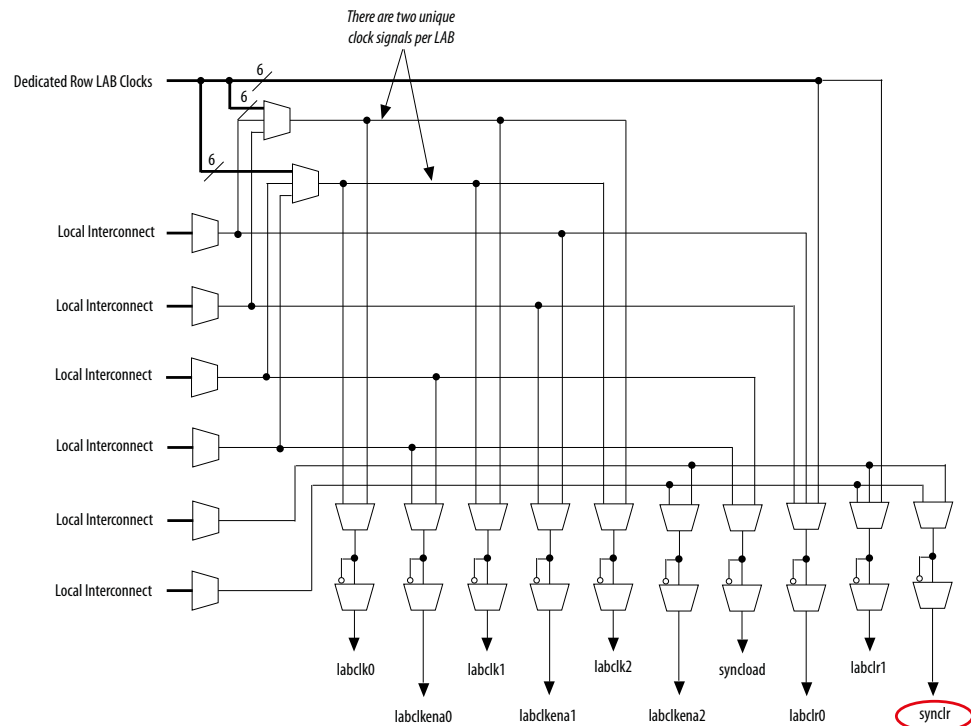 There are two unique
clock signals per LAB
Dedicated Row LAB Clocks
6
6
6
Local Interconnect
Local Interconnect
Local Interconnect
Local Interconnect
Local Interconnect
Local Interconnect
labclk0
labclk1
labclk2
syncload
labclr1
labclkena0
labclkena1
labclkena2
labclr0
synclr